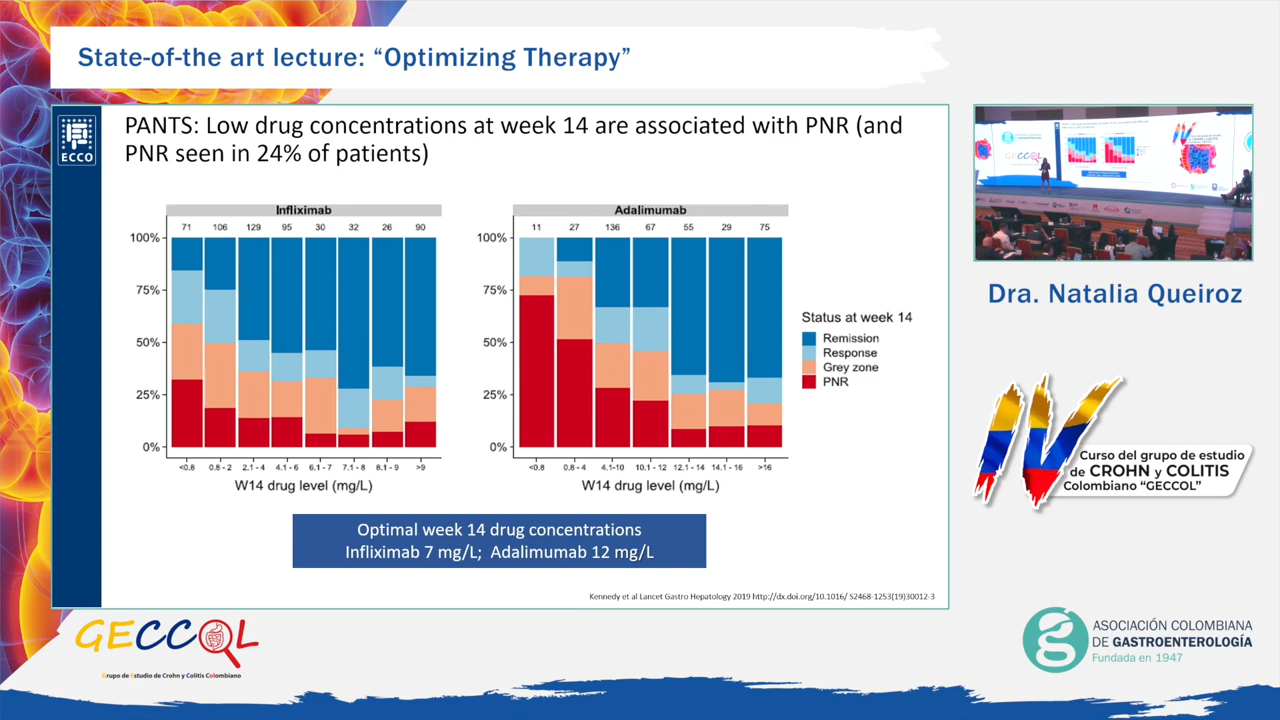 State-of-the art lecture: “Optimizing Therapy”
ECCO
PANTS: Low drug concentrations at week 14 are associated with PNR (and
PNR seen in 24% of patients)
Infliximab
71 106 129 95 30 32 26 90
100%
75%
50%
25%
0%
<0.8 0.8 - 2 2.1 - 4 4.1 - 6 6.1 - 7 7.1 - 8 8.1 - 9 >9
W14 drug level (mg/L)
Adalimumab
11 27 136 67 55 29 75
100%
75%
50%
25%
0%
<0.8 0.8 - 4 4.1-10 10.1 - 12 12.1 - 14 14.1 - 16 >16
W14 drug level (mg/L)
Status at week 14
Remission
Response
Grey zone
PNR
Optimal week 14 drug concentrations
Infliximab 7 mg/L; Adalimumab 12 mg/L
Kennedy et al Lancet Gastro Hepatology 2019 http://dx.doi.org/10.1016/ S2468-1253(19)30012-3
Dra. Natalia Queiroz
IV
Curso del grupo de estudio
de CROHN y COLITIS
Colombiano “GECCOL”
GECCOL
Grupo de Estudio de Crohn y Colitis Colombiano
ASOCIACIÓN COLOMBIANA
DE GASTROENTEROLOGÍA
Fundada en 1947